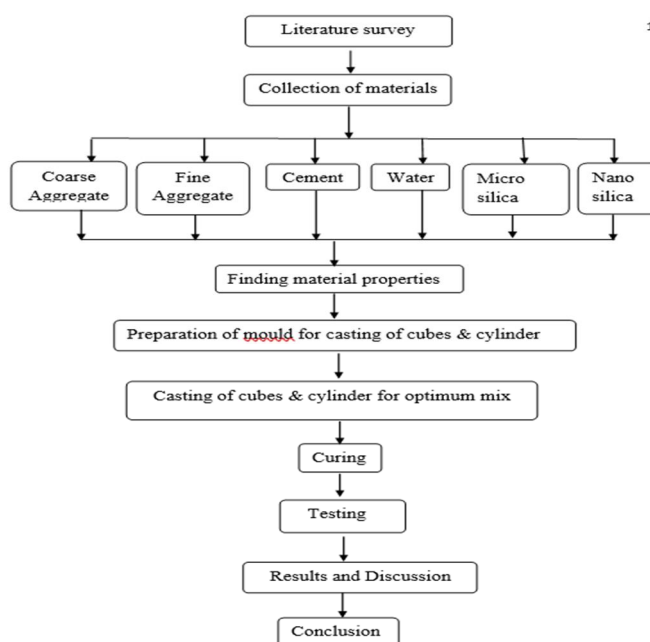 1
Literature survey
Collection of materials
Coarse Aggregate
Fine Aggregate
Cement
Water
Micro silica
Nano silica
Finding material properties
Preparation of mould for casting of cubes & cylinder
Casting of cubes & cylinder for optimum mix
Curing
Testing
Results and Discussion
Conclusion